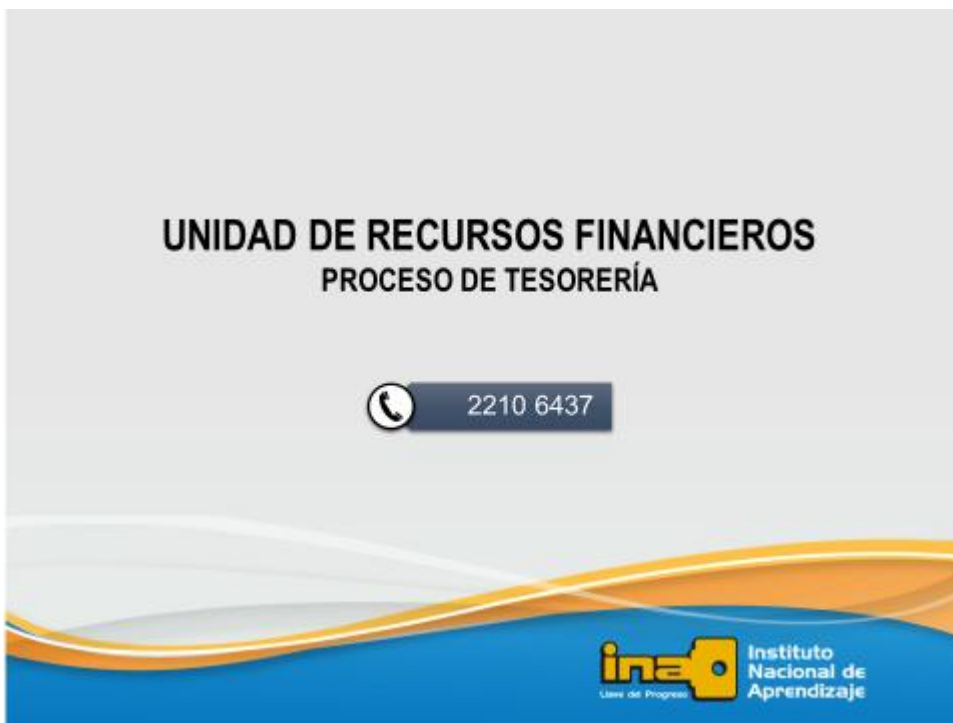 UNIDAD DE RECURSOS FINANCIEROS
PROCESO DE TESORERÍA
2210 6437
ina
Llave del Progreso
Instituto
Nacional de
Aprendizaje